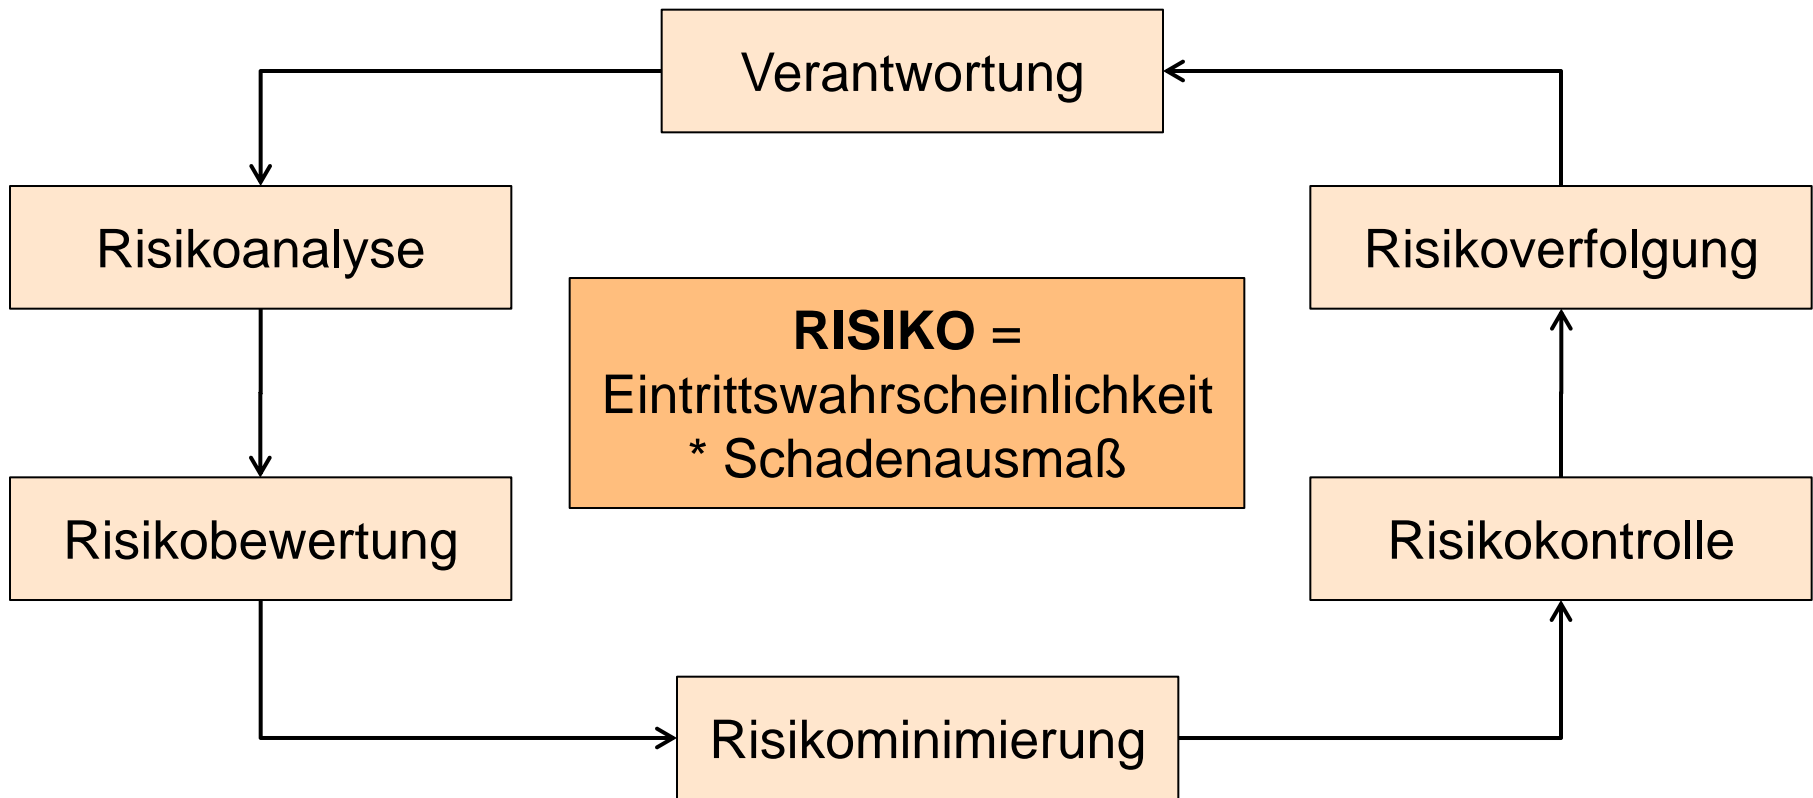 Verantwortung
Risikoanalyse
Risikoverfolgung
RISIKO =
Eintrittswahrscheinlichkeit
* Schadenausmaß
Risikobewertung
Risikokontrolle
Risikominimierung